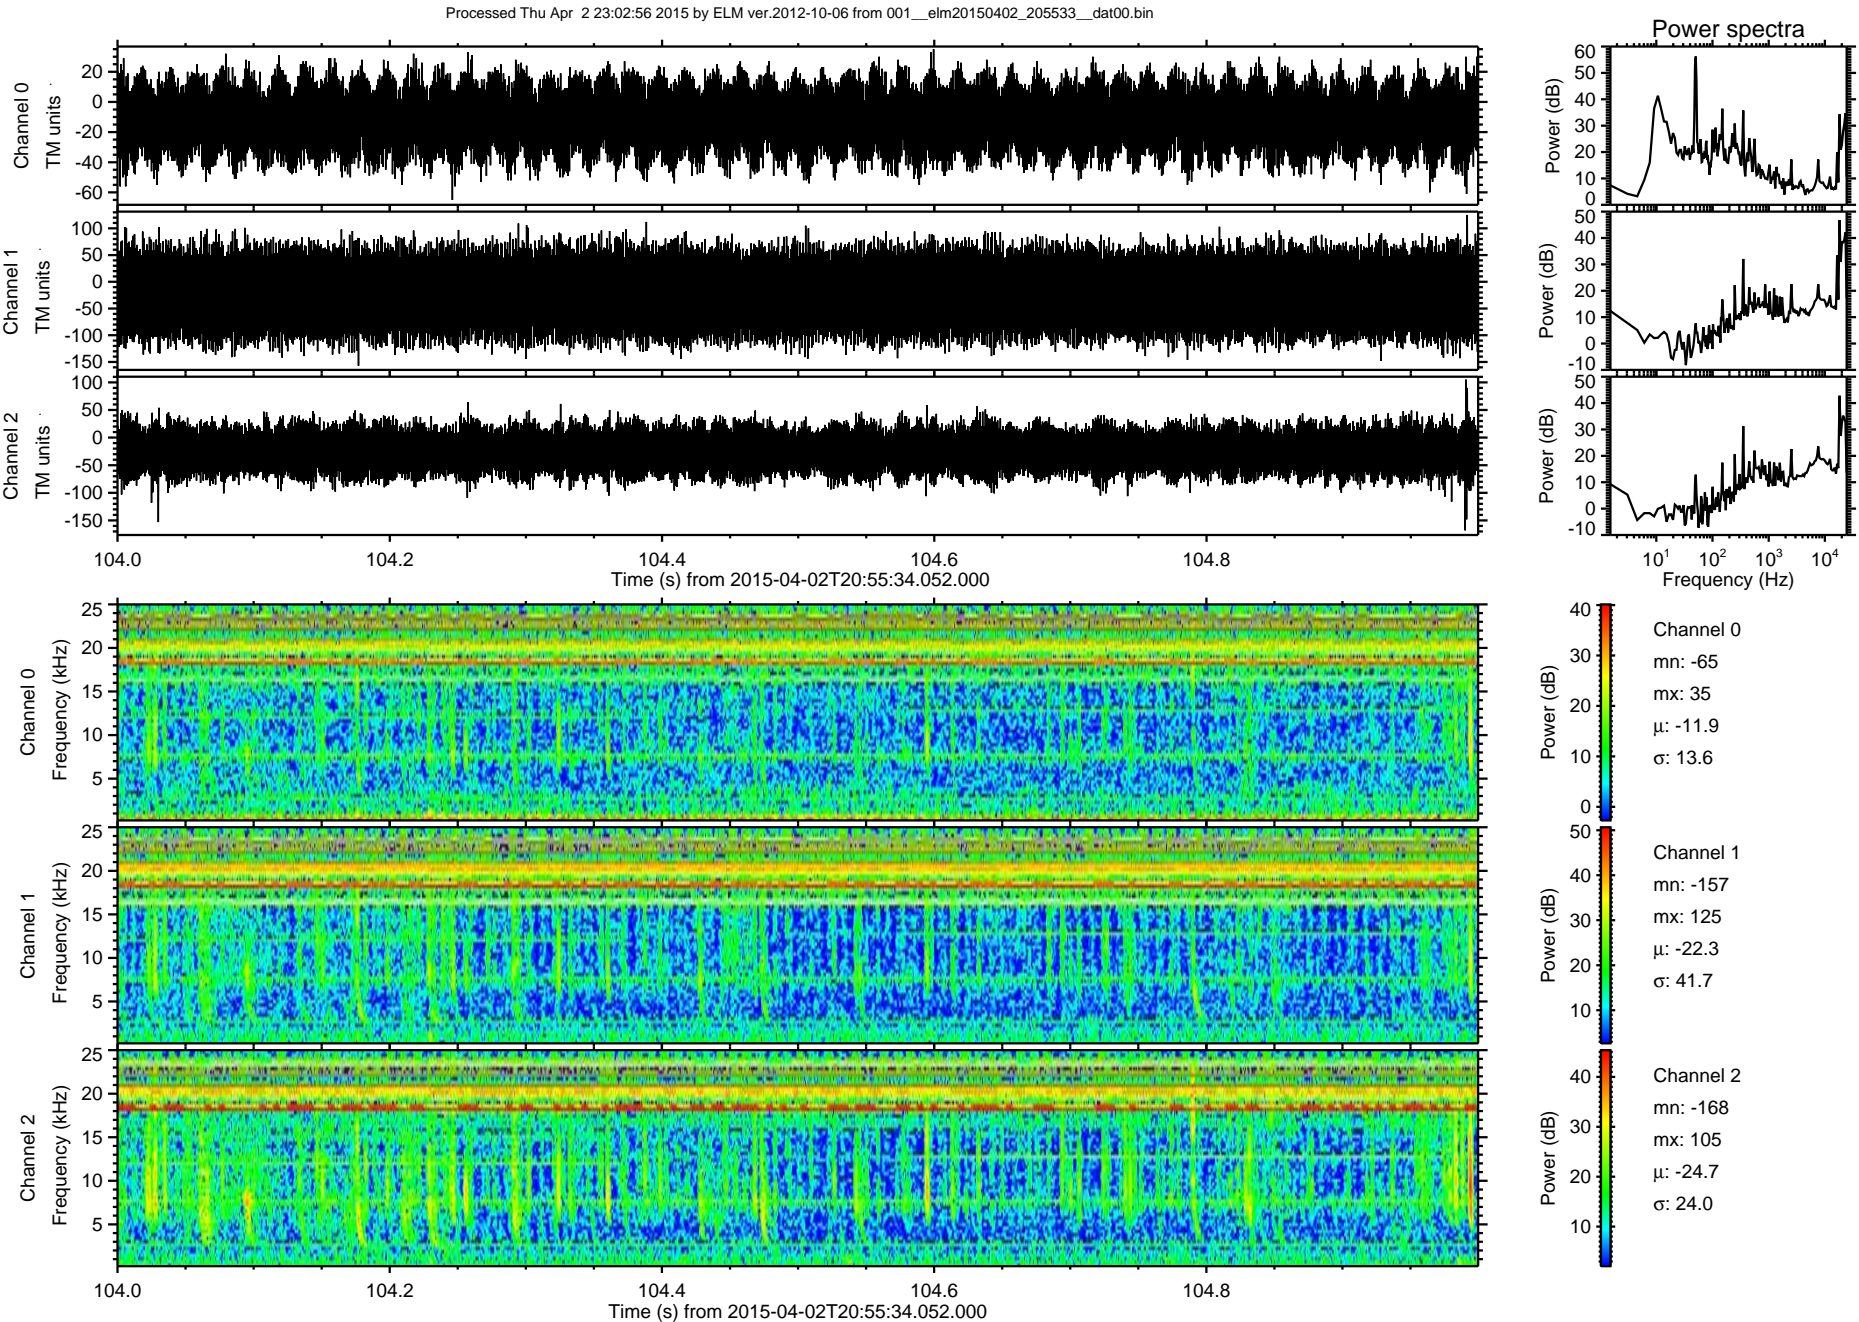 Processed Thu Apr  2 23:02:56 2015 by ELM ver.2012-10-06 from 001__elm20150402_205533__dat00.bin
Power spectra
Channel 0
TM units
20
0
-20
-40
-60
Power (dB)
60
50
40
30
20
10
0
Channel 1
TM units
100
50
0
-50
-100
-150
Power (dB)
50
40
30
20
10
0
-10
Channel 2
TM units
100
50
0
-50
-100
-150
Power (dB)
50
40
30
20
10
0
-10
104.0 104.2 104.4 104.6 104.8
Time (s) from 2015-04-02T20:55:34.052.000
10^1 10^2 10^3 10^4
Frequency (Hz)
Channel 0
Frequency (kHz)
25
20
15
10
5
Power (dB)
40
30
20
10
0
Channel 0
mn: -65
mx: 35
μ: -11.9
σ: 13.6
Channel 1
Frequency (kHz)
25
20
15
10
5
Power (dB)
50
40
30
20
10
Channel 1
mn: -157
mx: 125
μ: -22.3
σ: 41.7
Channel 2
Frequency (kHz)
25
20
15
10
5
Power (dB)
40
30
20
10
Channel 2
mn: -168
mx: 105
μ: -24.7
σ: 24.0
104.0 104.2 104.4 104.6 104.8
Time (s) from 2015-04-02T20:55:34.052.000